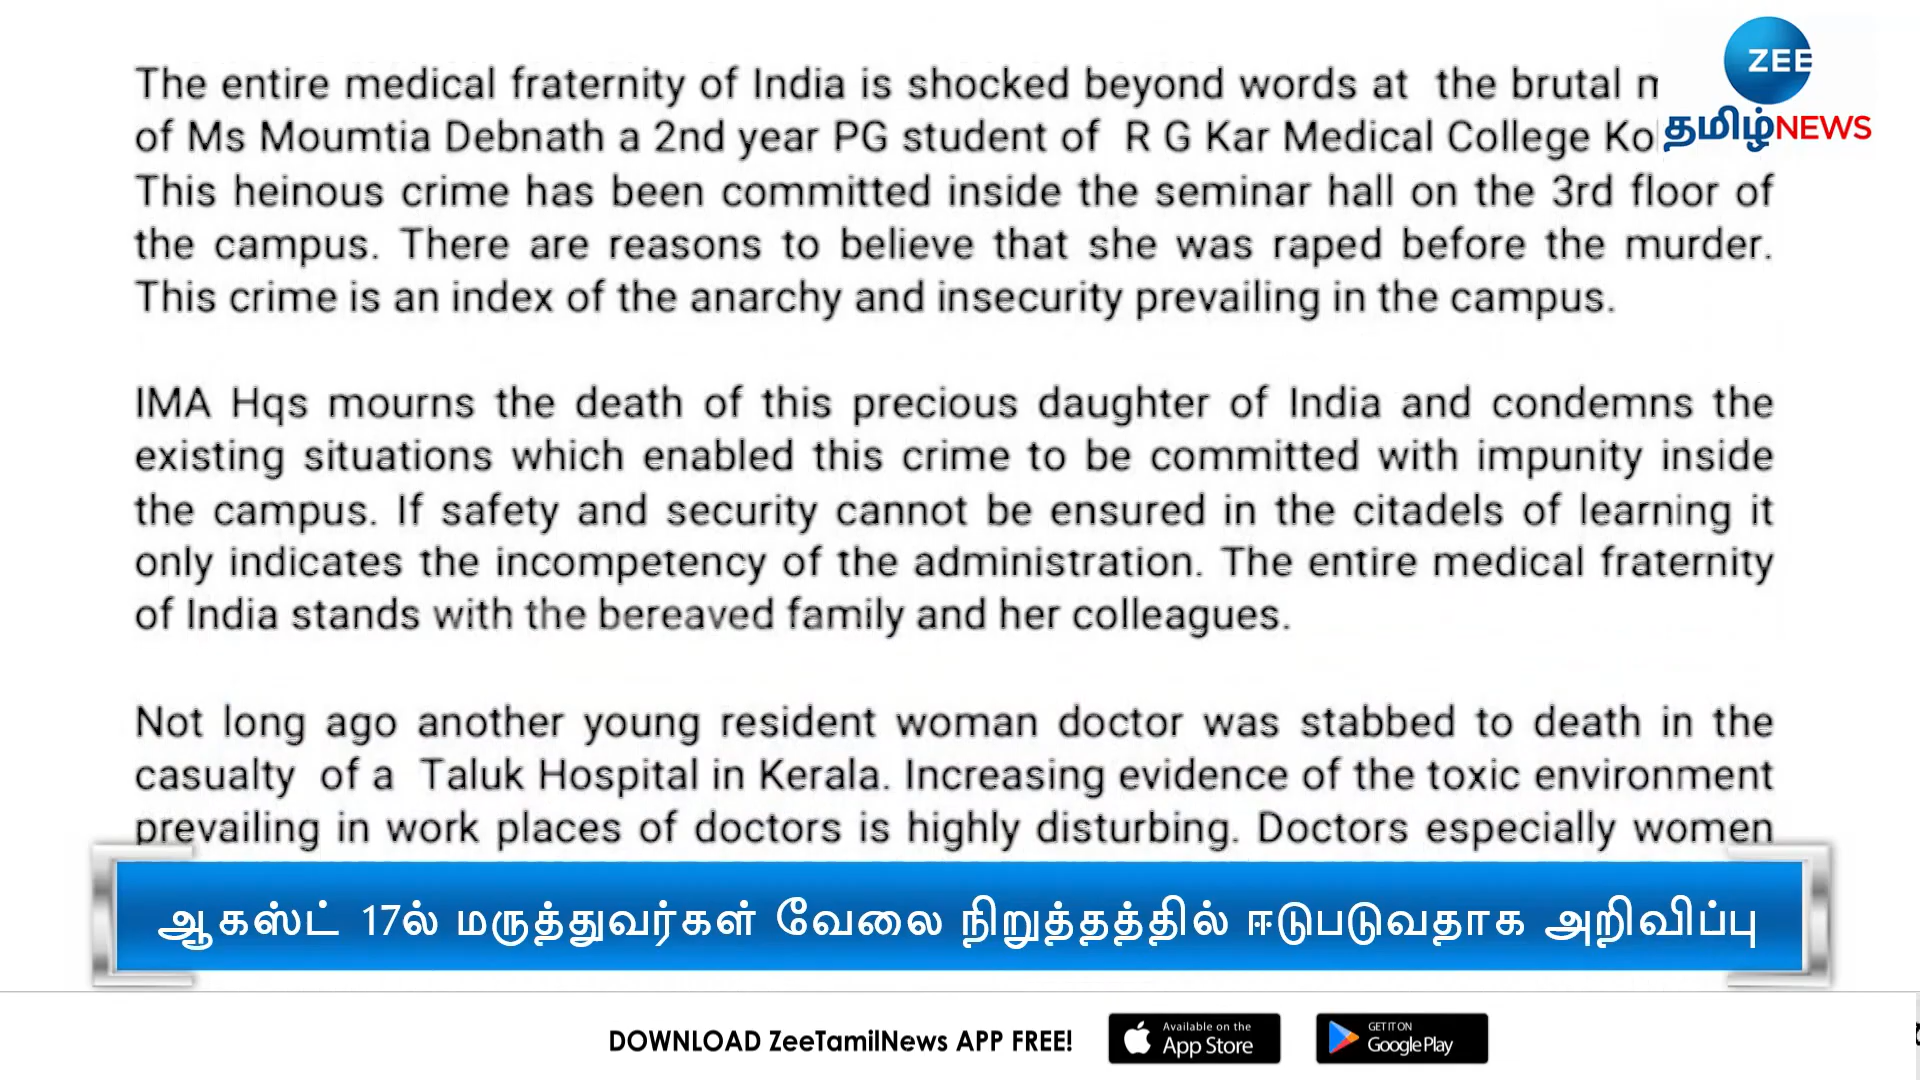 The entire medical fraternity of India is shocked beyond words at the brutal
of Ms Moumtia Debnath a 2nd year PG student of R G Kar Medical College
This heinous crime has been committed inside the seminar hall on the 3rd floor of
the campus. There are reasons to believe that she was raped before the murder.
This crime is an index of the anarchy and insecurity prevailing in the campus.
IMA Hqs mourns the death of this precious daughter of India and condemns the
existing situations which enabled this crime to be committed with impunity inside
the campus. If safety and security cannot be ensured in the citadels of learning it
only indicates the incompetency of the administration. The entire medical fraternity
of India stands with the bereaved family and her colleagues.
Not long ago another young resident woman doctor was stabbed to death in the
casualty of a Taluk Hospital in Kerala. Increasing evidence of the toxic environment
prevailing in work places of doctors is highly disturbing. Doctors especially women
ZEE
தமிழ்NEWS
ஆகஸ்ட் 17ல் மருத்துவர்கள் வேலை நிறுத்தத்தில் ஈடுபடுவதாக அறிவிப்பு
DOWNLOAD ZeeTamilNews APP FREE!
Available on the
App Store
GET IT ON
Google Play